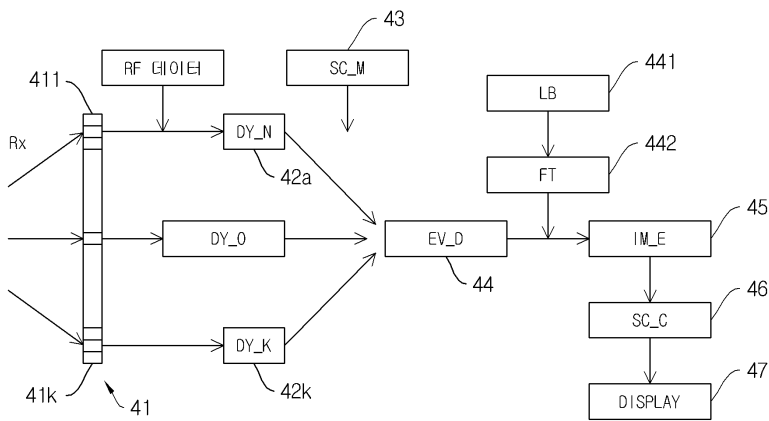 43
RF 데이터
SC_M
441
LB
411
Rx
DY_N
42a
442
FT
DY_O
EV_D
44
45
IM_E
46
SC_C
DY_K
42k
41k
41
47
DISPLAY